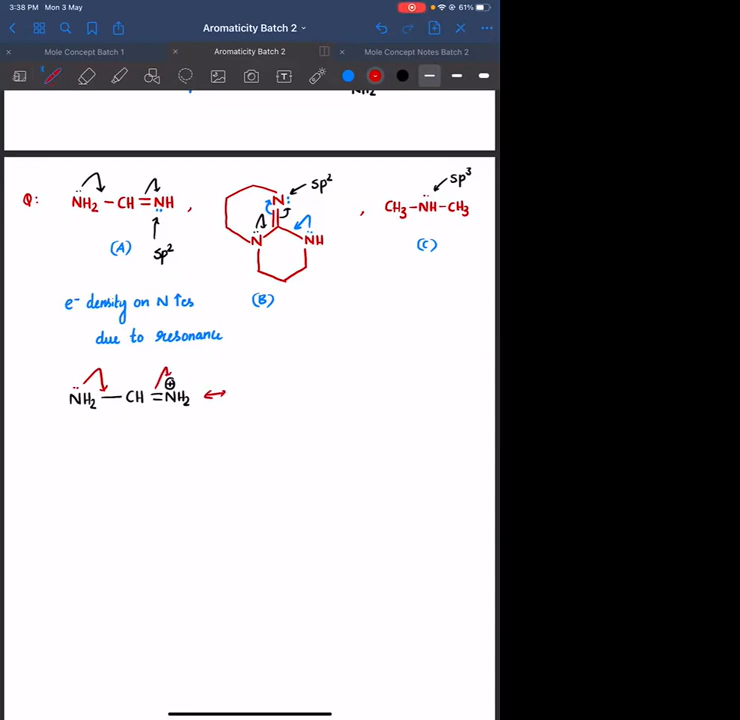 3:38 PM Mon 3 May
61%
Aromaticity Batch 2
Mole Concept Batch 1
Aromaticity Batch 2
Mole Concept Notes Batch 2
NH2
Q: NH2 - CH = NH , N: sp2 , CH3 - NH - CH3 sp3
sp2
N NH
(A) (B) (C)
e- density on N ↑es
due to resonance
NH2 — CH = NH2 ⊕ ↔